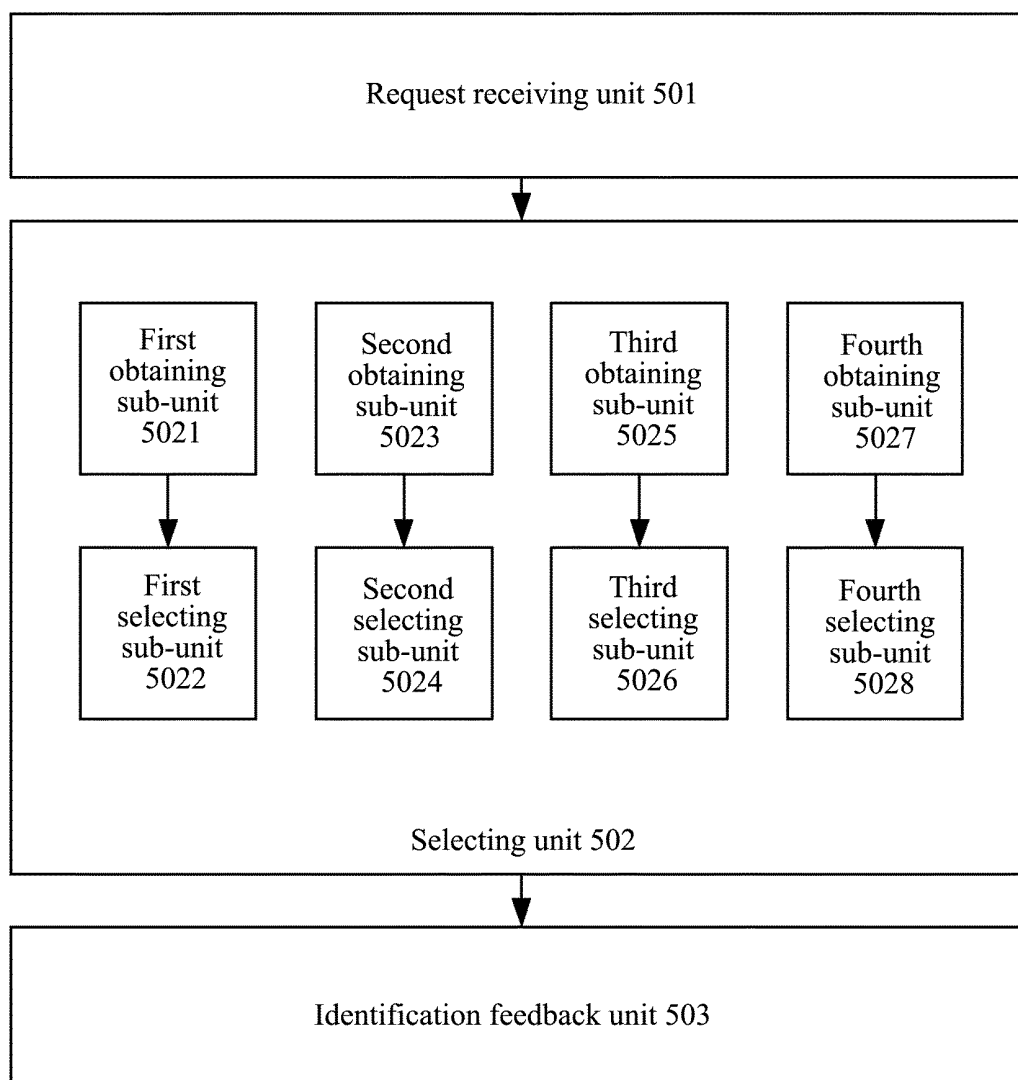 Request receiving unit 501
First
obtaining
sub-unit
5021
Second
obtaining
sub-unit
5023
Third
obtaining
sub-unit
5025
Fourth
obtaining
sub-unit
5027
First
selecting
sub-unit
5022
Second
selecting
sub-unit
5024
Third
selecting
sub-unit
5026
Fourth
selecting
sub-unit
5028
Selecting unit 502
Identification feedback unit 503